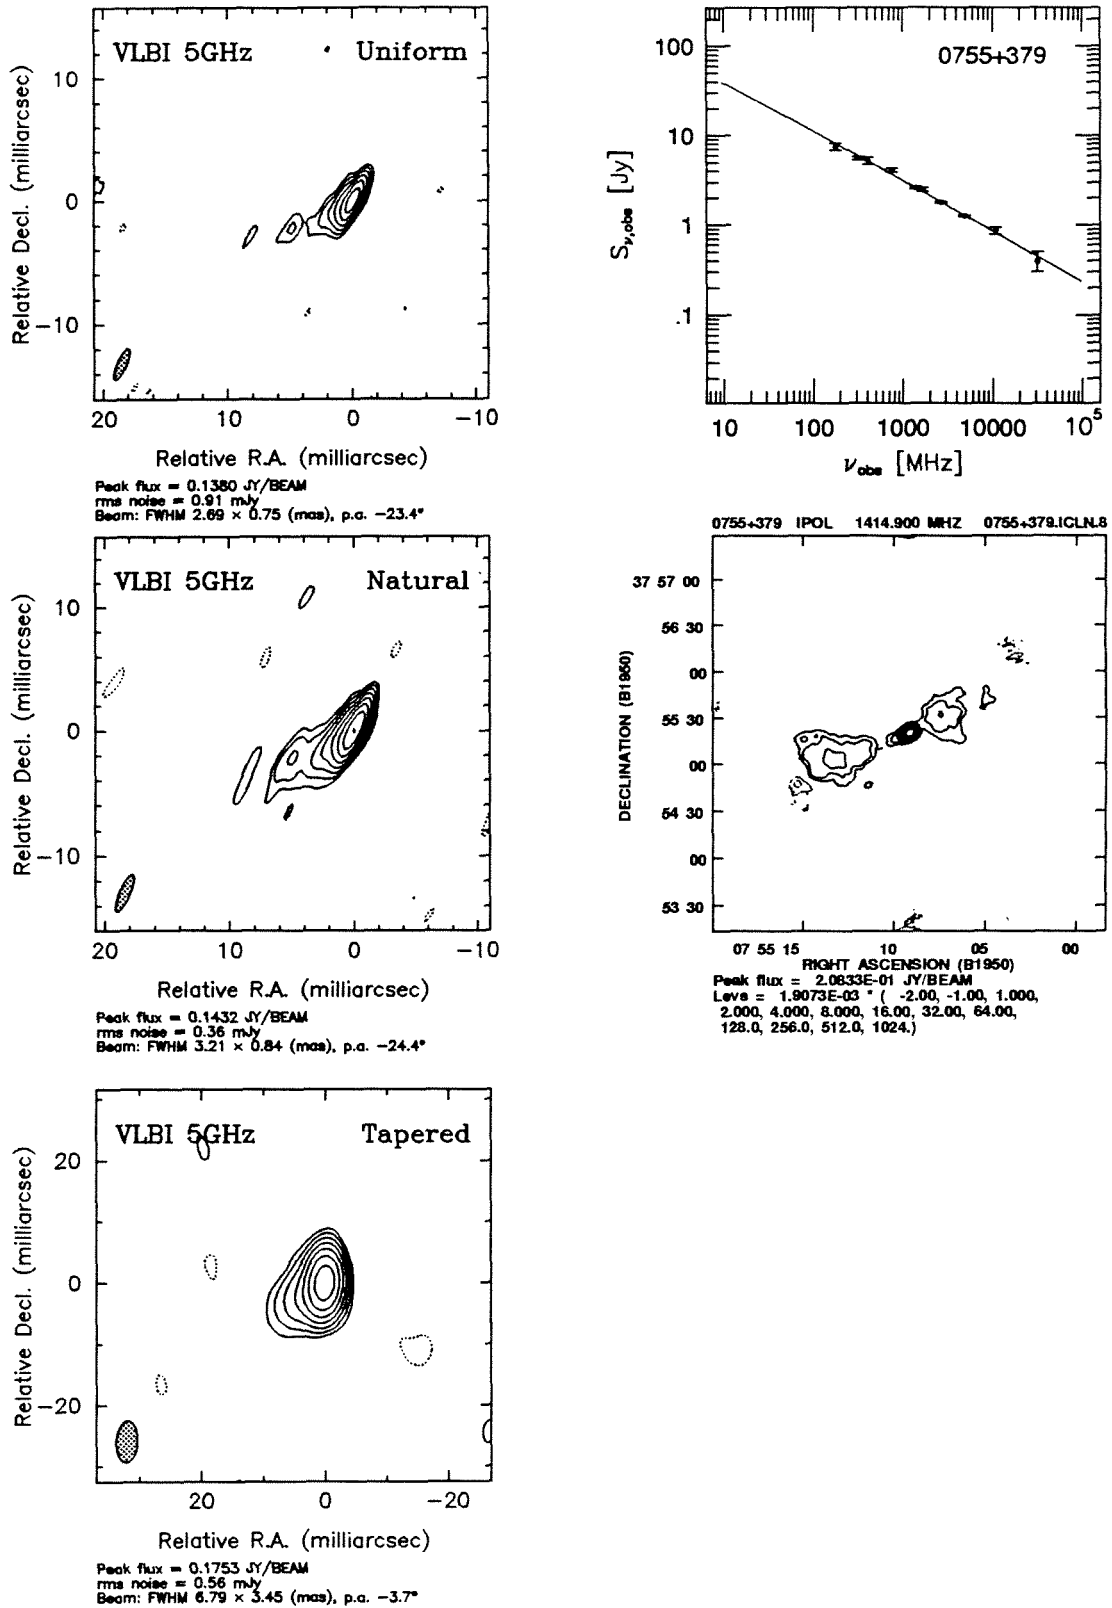 VLBI 5GHz Uniform
Relative Decl. (milliarcsec)
10
0
−10
20 10 0 −10
Relative R.A. (milliarcsec)
Peak flux = 0.1380 JY/BEAM
rms noise = 0.91 mJy
Beam: FWHM 2.69 × 0.75 (mas), p.a. −23.4°
0755+379
S_ν,obs [Jy]
100
10
1
.1
10 100 1000 10000 10^5
ν_obs [MHz]
VLBI 5GHz Natural
Relative Decl. (milliarcsec)
10
0
−10
20 10 0 −10
Relative R.A. (milliarcsec)
Peak flux = 0.1432 JY/BEAM
rms noise = 0.36 mJy
Beam: FWHM 3.21 × 0.84 (mas), p.a. −24.4°
0755+379 IPOL 1414.900 MHZ 0755+379.ICLN.8
DECLINATION (B1950)
37 57 00
56 30
00
55 30
00
54 30
00
53 30
07 55 15 10 05 00
RIGHT ASCENSION (B1950)
Peak flux = 2.0833E-01 JY/BEAM
Levs = 1.9073E-03 * ( -2.00, -1.00, 1.000,
2.000, 4.000, 8.000, 16.00, 32.00, 64.00,
128.0, 256.0, 512.0, 1024.)
VLBI 5GHz Tapered
Relative Decl. (milliarcsec)
20
0
−20
20 0 −20
Relative R.A. (milliarcsec)
Peak flux = 0.1753 JY/BEAM
rms noise = 0.56 mJy
Beam: FWHM 6.79 × 3.45 (mas), p.a. −3.7°